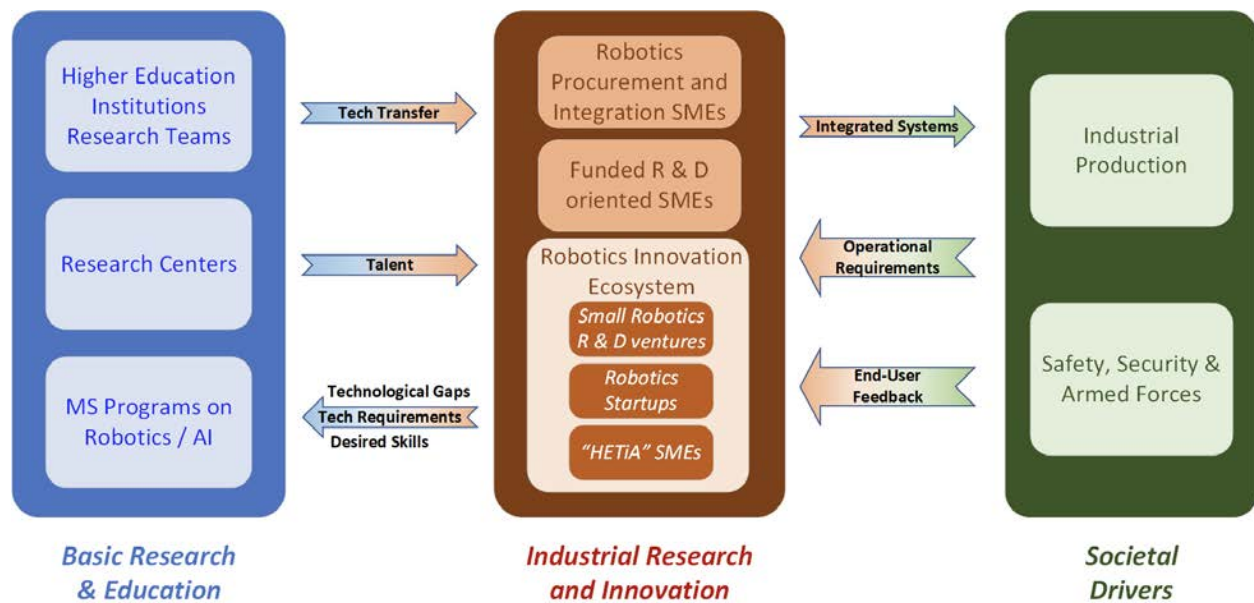 Higher Education
Institutions
Research Teams
Research Centers
MS Programs on
Robotics / AI
Basic Research
& Education
Tech Transfer
Talent
Technological Gaps
Tech Requirements
Desired Skills
Robotics
Procurement and
Integration SMEs
Funded R & D
oriented SMEs
Robotics Innovation
Ecosystem
Small Robotics
R & D ventures
Robotics
Startups
“HETiA” SMEs
Industrial Research
and Innovation
Integrated Systems
Operational
Requirements
End-User
Feedback
Industrial
Production
Safety, Security &
Armed Forces
Societal
Drivers